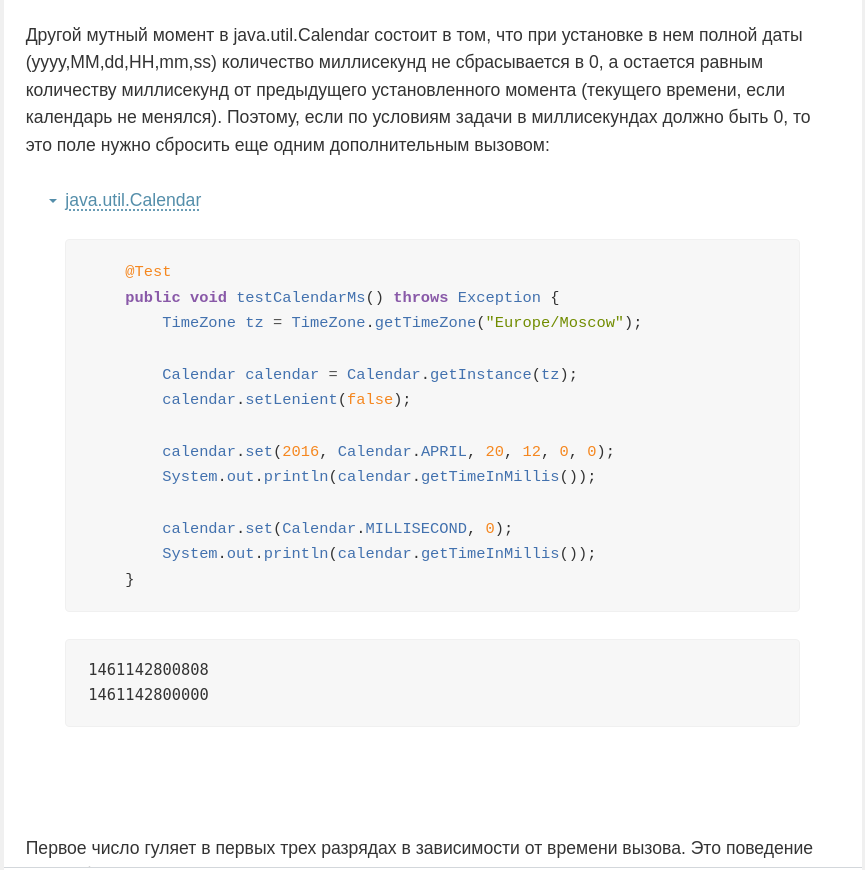 Другой мутный момент в java.util.Calendar состоит в том, что при установке в нем полной даты
(yyyy,MM,dd,HH,mm,ss) количество миллисекунд не сбрасывается в 0, а остается равным
количеству миллисекунд от предыдущего установленного момента (текущего времени, если
календарь не менялся). Поэтому, если по условиям задачи в миллисекундах должно быть 0, то
это поле нужно сбросить еще одним дополнительным вызовом:
java.util.Calendar
@Test
public void testCalendarMs() throws Exception {
TimeZone tz = TimeZone.getTimeZone("Europe/Moscow");
Calendar calendar = Calendar.getInstance(tz);
calendar.setLenient(false);
calendar.set(2016, Calendar.APRIL, 20, 12, 0, 0);
System.out.println(calendar.getTimeInMillis());
calendar.set(Calendar.MILLISECOND, 0);
System.out.println(calendar.getTimeInMillis());
}
1461142800808
1461142800000
Первое число гуляет в первых трех разрядах в зависимости от времени вызова. Это поведение